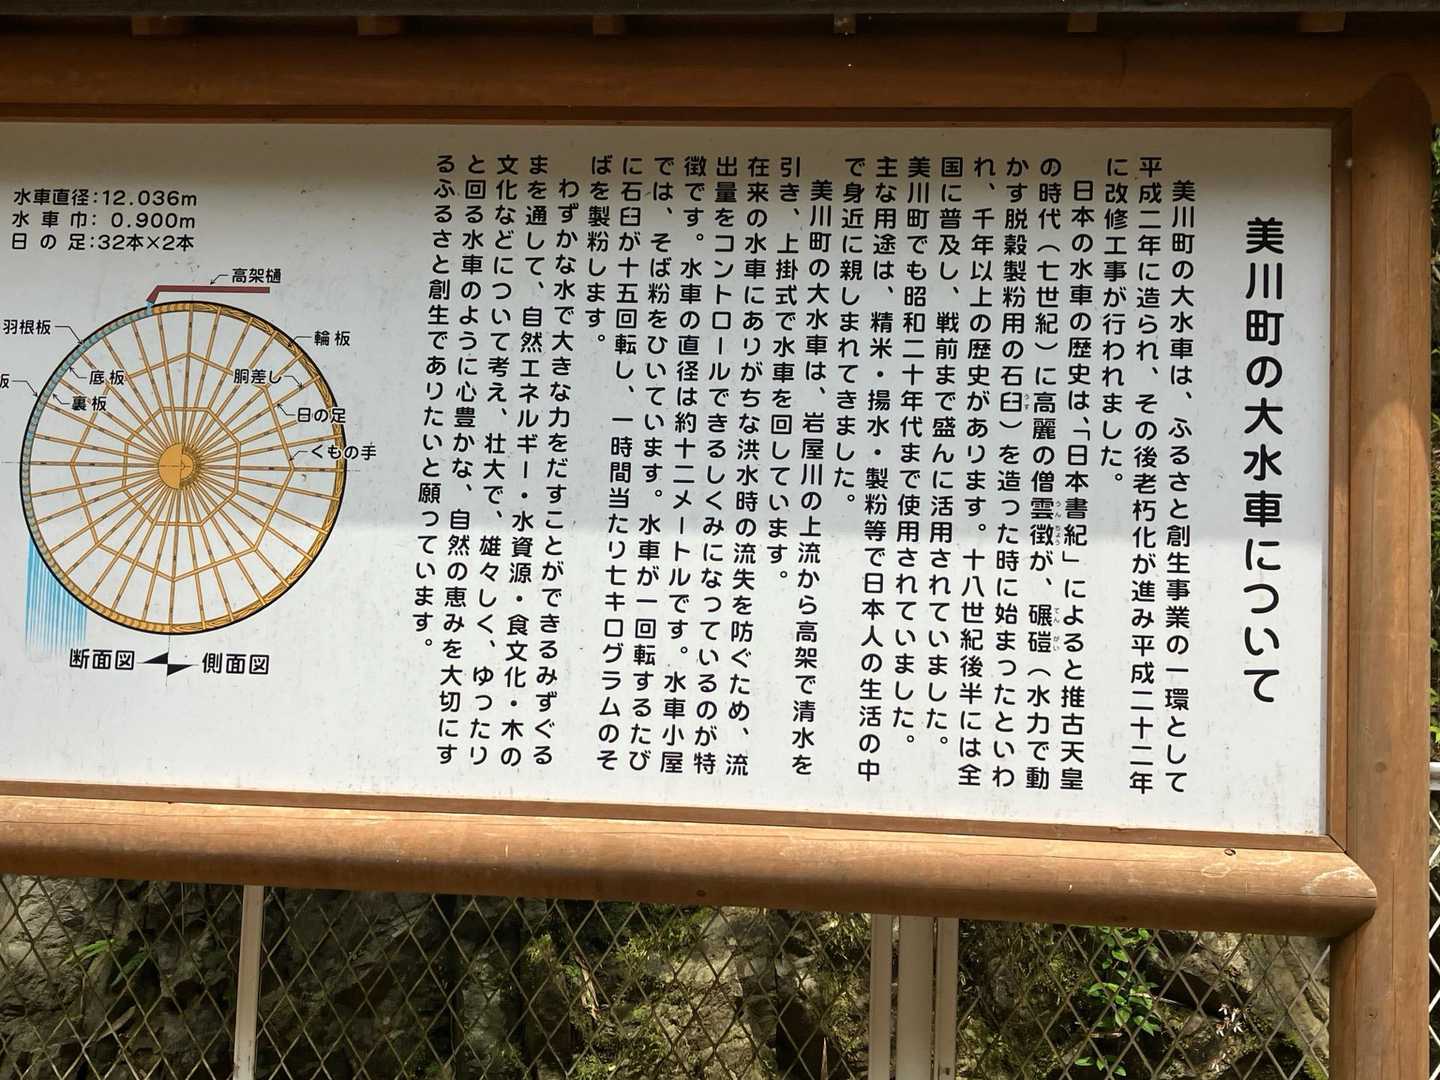 美川町の大水車について
美川町の大水車は、ふるさと創生事業の一環として
平成二年に造られ、その後老朽化が進み平成二十二年
に改修工事が行われました。
日本の水車の歴史は、「日本書紀」によると推古天皇
の時代（七世紀）に高麗の僧雲徴が、碾磑（水力で動
うんちょう
てんがい
かす脱穀製粉用の石臼）を造った時に始まったといわ
うす
れ、千年以上の歴史があります。十八世紀後半には全
国に普及し、戦前まで盛んに活用されていました。
美川町でも昭和二十年代まで使用されていました。
主な用途は、精米・揚水・製粉等で日本人の生活の中
で身近に親しまれてきました。
美川町の大水車は、岩屋川の上流から高架で清水を
引き、上掛式で水車を回しています。
在来の水車にありがちな洪水時の流失を防ぐため、流
出量をコントロールできるしくみになっているのが特
徴です。水車の直径は約十二メートルです。水車小屋
では、そば粉をひいています。水車が一回転するたび
に石臼が十五回転し、一時間当たり七キログラムのそ
ばを製粉します。
わずかな水で大きな力をだすことができるみずぐる
まを通して、自然エネルギー・水資源・食文化・木の
文化などについて考え、壮大で、雄々しく、ゆったり
と回る水車のように心豊かな、自然の恵みを大切にす
るふるさと創生でありたいと願っています。
水車直径：12.036m
水車巾：0.900m
日の足：32本×2本
高架樋
羽根板
輪板
底板
胴差し
板
裏板
日の足
くもの手
断面図
側面図